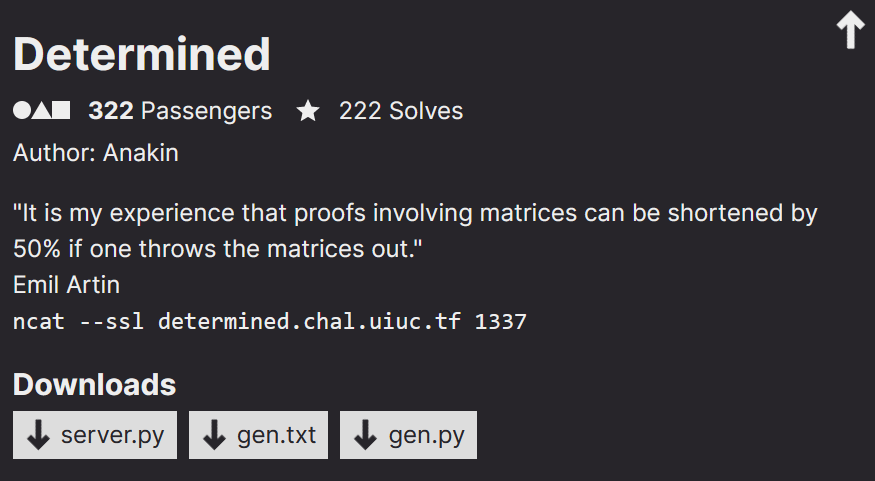 Determined
322 Passengers 222 Solves
Author: Anakin
"It is my experience that proofs involving matrices can be shortened by
50% if one throws the matrices out."
Emil Artin
ncat --ssl determined.chal.uiuc.tf 1337
Downloads
server.py gen.txt gen.py